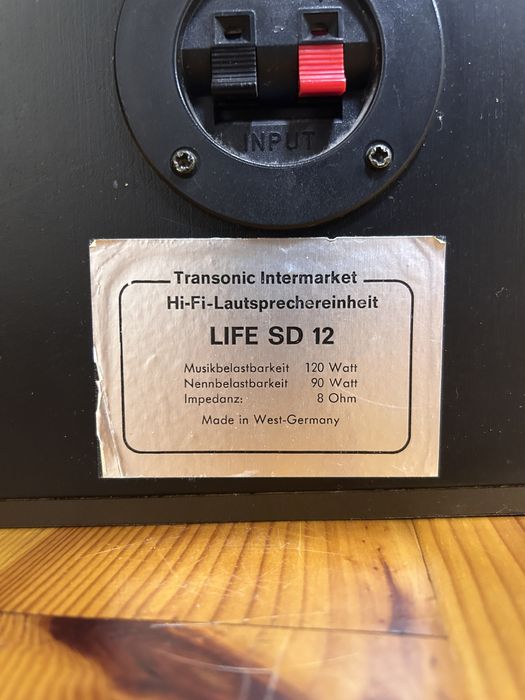 INPUT
Transonic Intermarket
Hi-Fi-Lautsprechereinheit
LIFE SD 12
Musikbelastbarkeit 120 Watt
Nennbelastbarkeit 90 Watt
Impedanz: 8 Ohm
Made in West-Germany